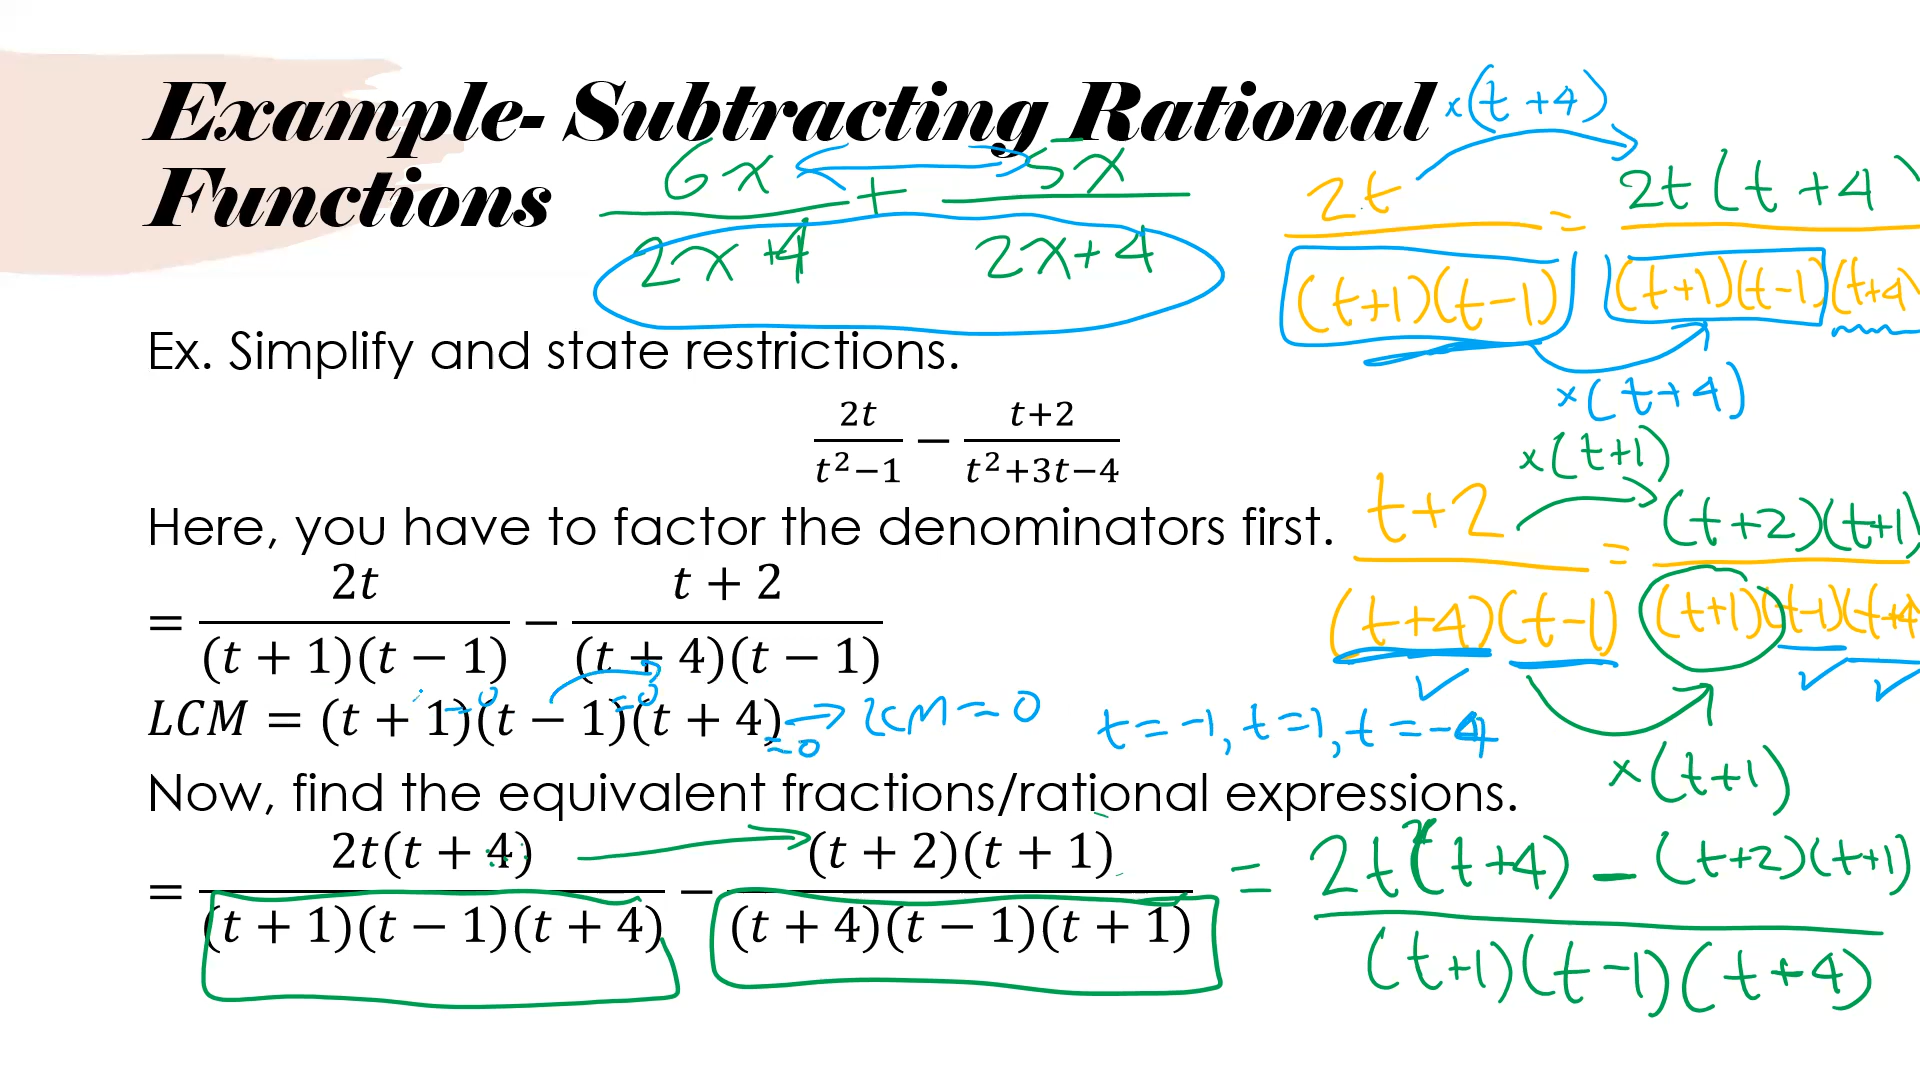 Example- Subtracting Rational
Functions
6x/(2x+4) + 5x/(2x+4)
×(t+4)
2t/((t+1)(t-1)) = 2t(t+4)/((t+1)(t-1)(t+4))
×(t+4)
Ex. Simplify and state restrictions.
2t/(t²−1) − (t+2)/(t²+3t−4)
×(t+1)
(t+2)/((t+4)(t-1)) = (t+2)(t+1)/((t+1)(t-1)(t+4))
×(t+1)
Here, you have to factor the denominators first.
= 2t/((t + 1)(t − 1)) − (t + 2)/((t + 4)(t − 1))
=0 =0
LCM = (t + 1)(t − 1)(t + 4) → LCM = 0 t = -1, t = 1, t = -4
=0
Now, find the equivalent fractions/rational expressions.
= 2t(t + 4)/((t + 1)(t − 1)(t + 4)) − (t + 2)(t + 1)/((t + 4)(t − 1)(t + 1)) = (2t(t+4) - (t+2)(t+1))/((t+1)(t-1)(t+4))